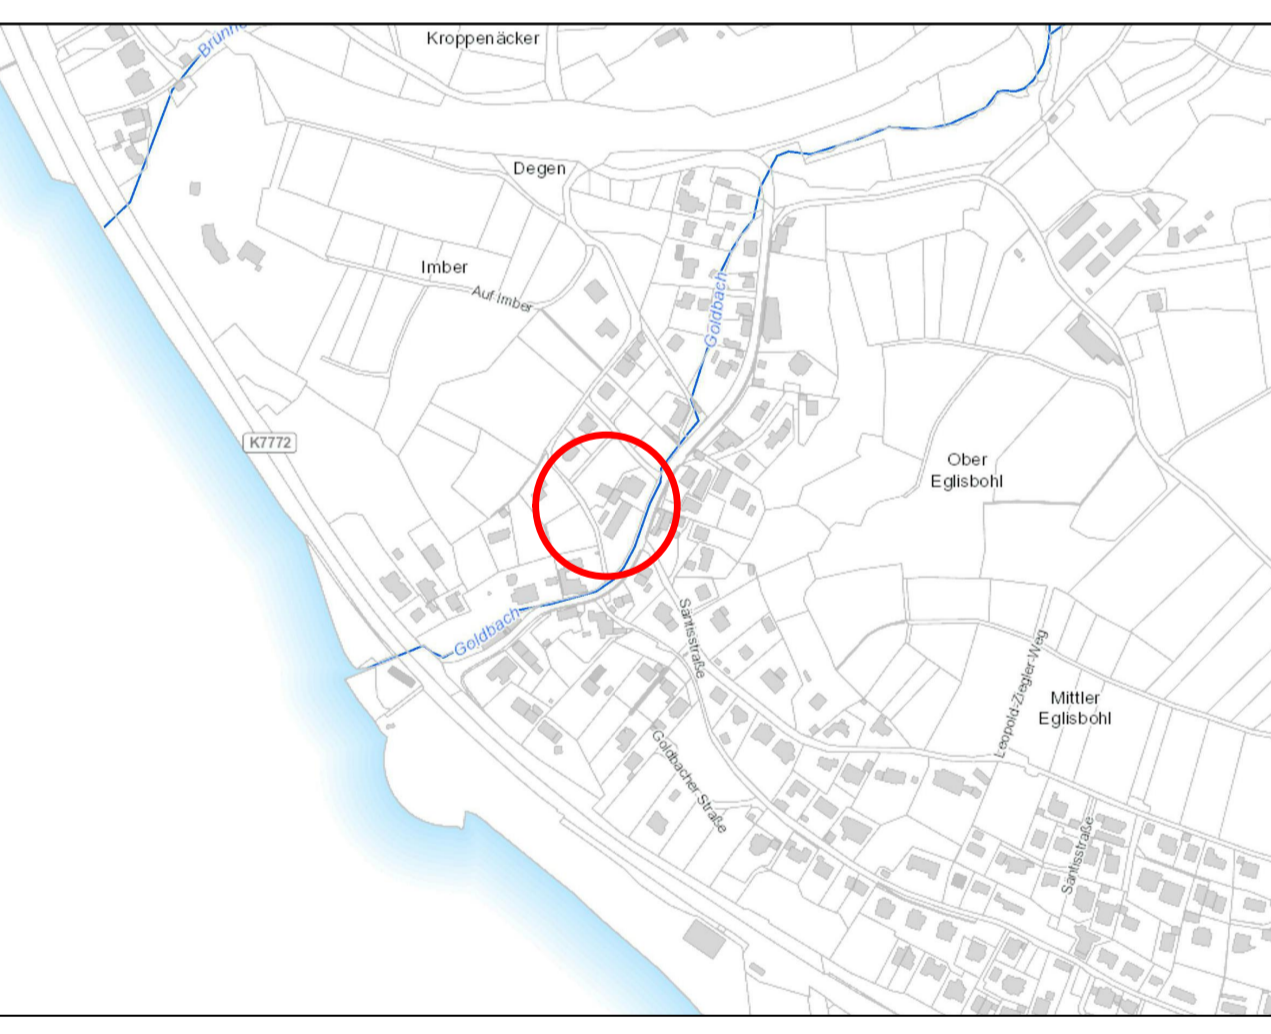 Kroppenäcker
Degen
Imber
Auf Imber
Goldbach
K7772
Ober
Eglisbohl
Goldbach
Säntisstraße
Leopold-Ziegler-Weg
Mittler
Eglisbohl
Goldbacher Straße
Säntisstraße